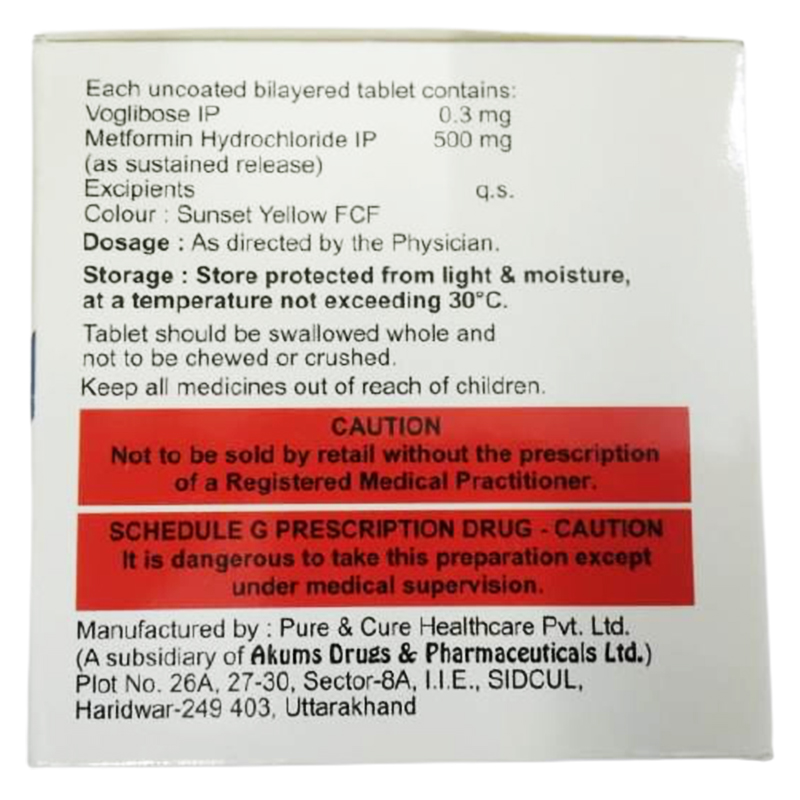 Each uncoated bilayered tablet contains:
Voglibose IP 0.3 mg
Metformin Hydrochloride IP 500 mg
(as sustained release)
Excipients q.s.
Colour : Sunset Yellow FCF
Dosage : As directed by the Physician.
Storage : Store protected from light & moisture,
at a temperature not exceeding 30°C.
Tablet should be swallowed whole and
not to be chewed or crushed.
Keep all medicines out of reach of children.
CAUTION
Not to be sold by retail without the prescription
of a Registered Medical Practitioner.
SCHEDULE G PRESCRIPTION DRUG - CAUTION
It is dangerous to take this preparation except
under medical supervision.
Manufactured by : Pure & Cure Healthcare Pvt. Ltd.
(A subsidiary of Akums Drugs & Pharmaceuticals Ltd.)
Plot No. 26A, 27-30, Sector-8A, I.I.E., SIDCUL,
Haridwar-249 403, Uttarakhand